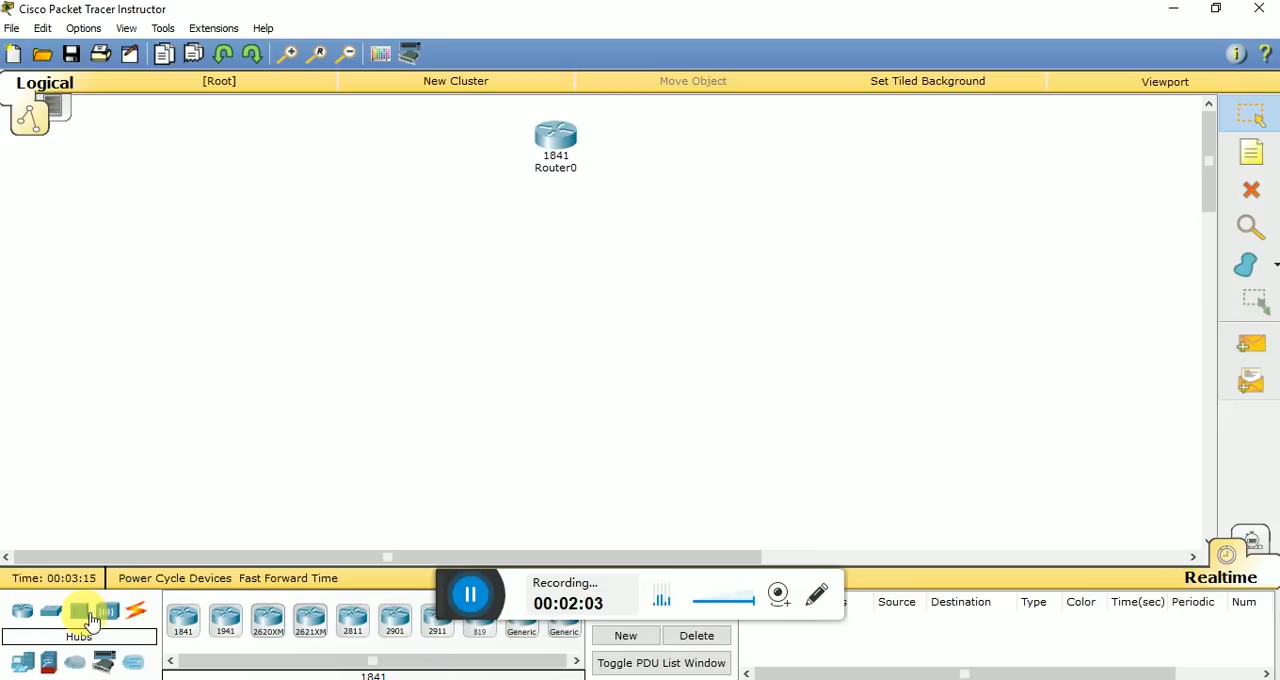 Cisco Packet Tracer Instructor
File Edit Options View Tools Extensions Help
Logical [Root] New Cluster Move Object Set Tiled Background Viewport
1841
Router0
Time: 00:03:15 Power Cycle Devices Fast Forward Time
Realtime
Recording...
00:02:03
Source Destination Type Color Time(sec) Periodic Num
1841 1941 2620XM 2621XM 2811 2901 2911 819 Generic Generic
Hubs
New Delete
Toggle PDU List Window
1841